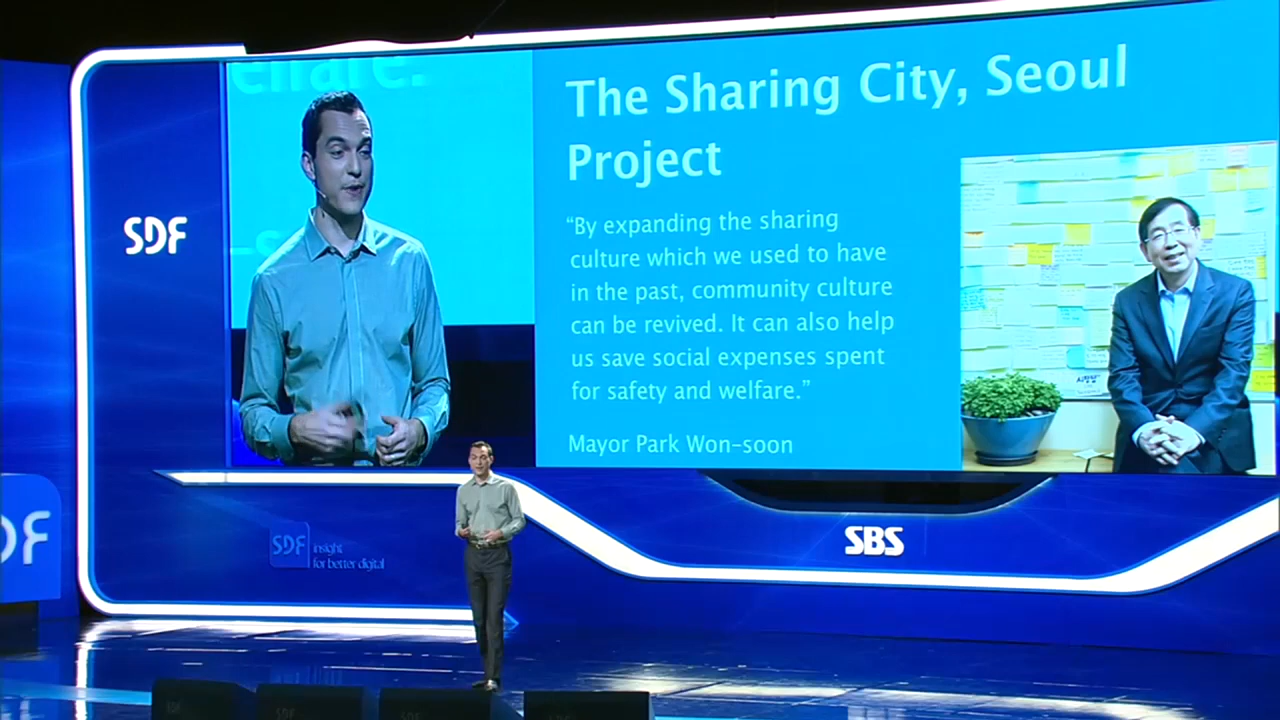 elfare.
The Sharing City, Seoul
Project
“By expanding the sharing
culture which we used to have
in the past, community culture
can be revived. It can also help
us save social expenses spent
for safety and welfare.”
Mayor Park Won-soon
SDF
SDF
insight
for better digital
SBS
DF
SDF